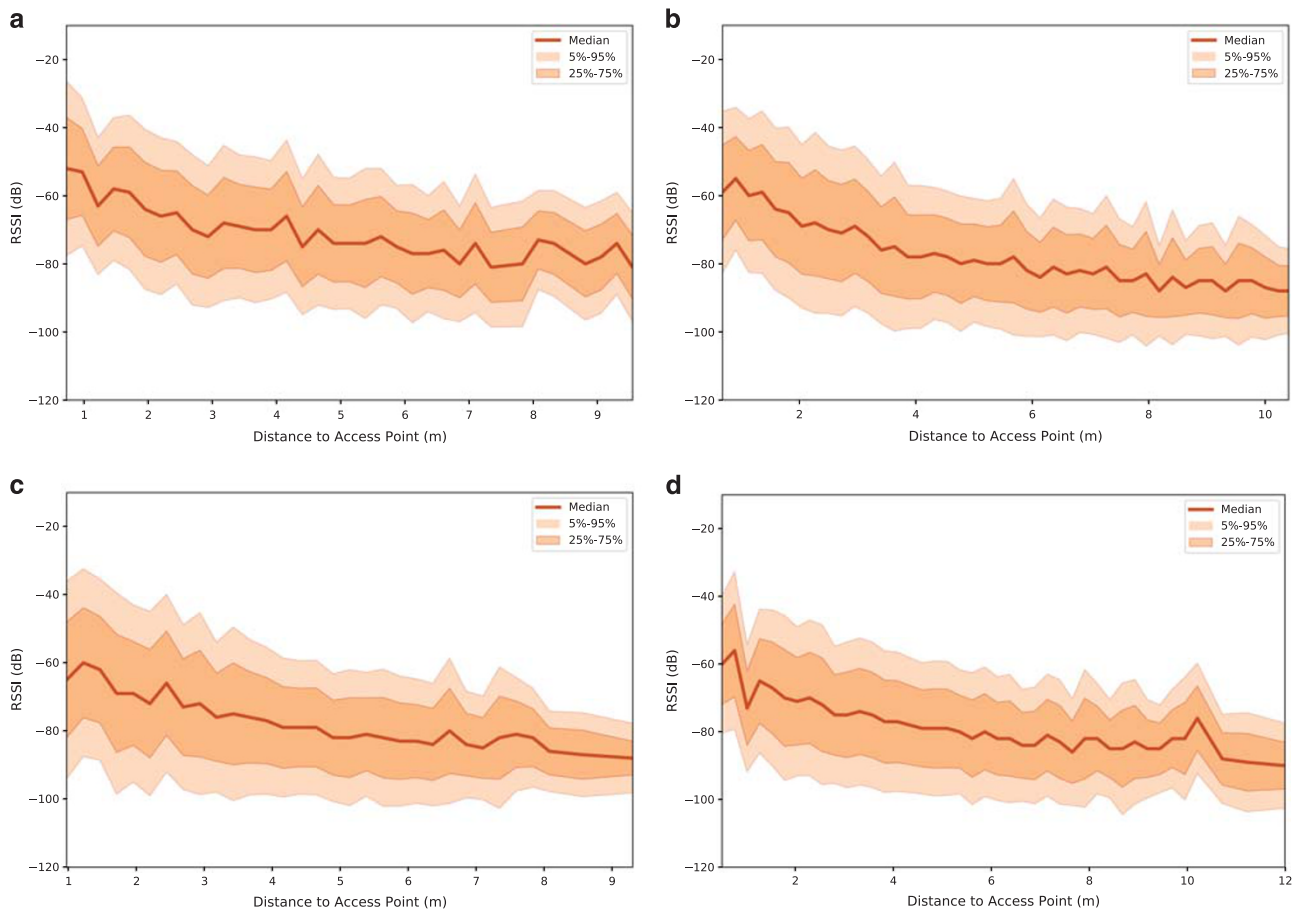 a
−20
−40
−60
−80
−100
−120
RSSI (dB)
Median
5%-95%
25%-75%
1 2 3 4 5 6 7 8 9
Distance to Access Point (m)
b
−20
−40
−60
−80
−100
−120
RSSI (dB)
Median
5%-95%
25%-75%
2 4 6 8 10
Distance to Access Point (m)
c
−20
−40
−60
−80
−100
−120
RSSI (dB)
Median
5%-95%
25%-75%
1 2 3 4 5 6 7 8 9
Distance to Access Point (m)
d
−20
−40
−60
−80
−100
−120
RSSI (dB)
Median
5%-95%
25%-75%
2 4 6 8 10 12
Distance to Access Point (m)